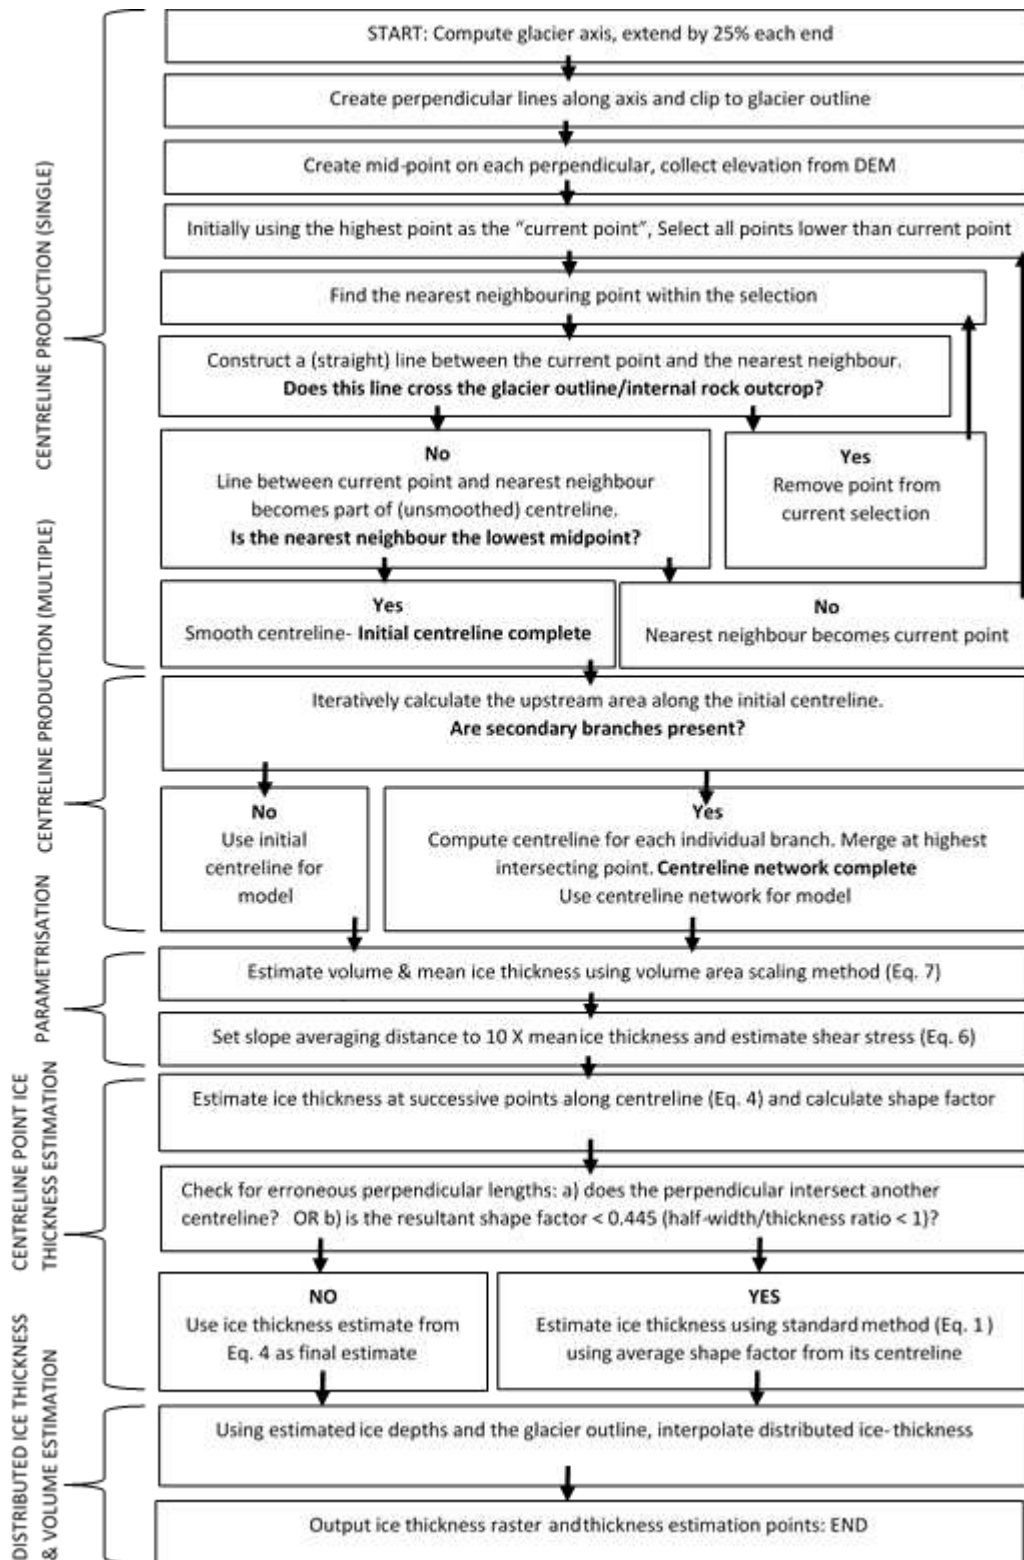 START: Compute glacier axis, extend by 25% each end
Create perpendicular lines along axis and clip to glacier outline
Create mid-point on each perpendicular, collect elevation from DEM
Initially using the highest point as the “current point”, Select all points lower than current point
Find the nearest neighbouring point within the selection
Construct a (straight) line between the current point and the nearest neighbour.
Does this line cross the glacier outline/internal rock outcrop?
No
Line between current point and nearest neighbour
becomes part of (unsmoothed) centreline.
Is the nearest neighbour the lowest midpoint?
Yes
Remove point from
current selection
Yes
Smooth centreline- Initial centreline complete
No
Nearest neighbour becomes current point
CENTRELINE PRODUCTION (SINGLE)
Iteratively calculate the upstream area along the initial centreline.
Are secondary branches present?
No
Use initial
centreline for
model
Yes
Compute centreline for each individual branch. Merge at highest
intersecting point. Centreline network complete
Use centreline network for model
CENTRELINE PRODUCTION (MULTIPLE)
Estimate volume & mean ice thickness using volume area scaling method (Eq. 7)
Set slope averaging distance to 10 X mean ice thickness and estimate shear stress (Eq. 6)
PARAMETRISATION
Estimate ice thickness at successive points along centreline (Eq. 4) and calculate shape factor
Check for erroneous perpendicular lengths: a) does the perpendicular intersect another
centreline? OR b) is the resultant shape factor < 0.445 (half-width/thickness ratio < 1)?
NO
Use ice thickness estimate from
Eq. 4 as final estimate
YES
Estimate ice thickness using standard method (Eq. 1 )
using average shape factor from its centreline
CENTRELINE POINT ICE
THICKNESS ESTIMATION
Using estimated ice depths and the glacier outline, interpolate distributed ice-thickness
Output ice thickness raster and thickness estimation points: END
DISTRIBUTED ICE THICKNESS
& VOLUME ESTIMATION